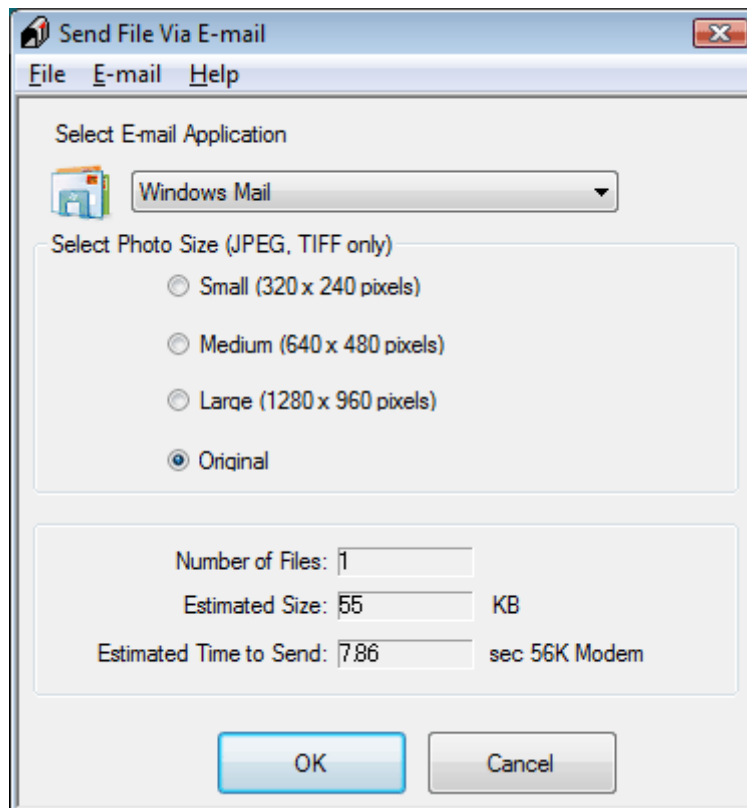 Send File Via E-mail
File E-mail Help
Select E-mail Application
Windows Mail
Select Photo Size (JPEG, TIFF only)
Small (320 x 240 pixels)
Medium (640 x 480 pixels)
Large (1280 x 960 pixels)
Original
Number of Files: 1
Estimated Size: 55 KB
Estimated Time to Send: 7.86 sec 56K Modem
OK Cancel